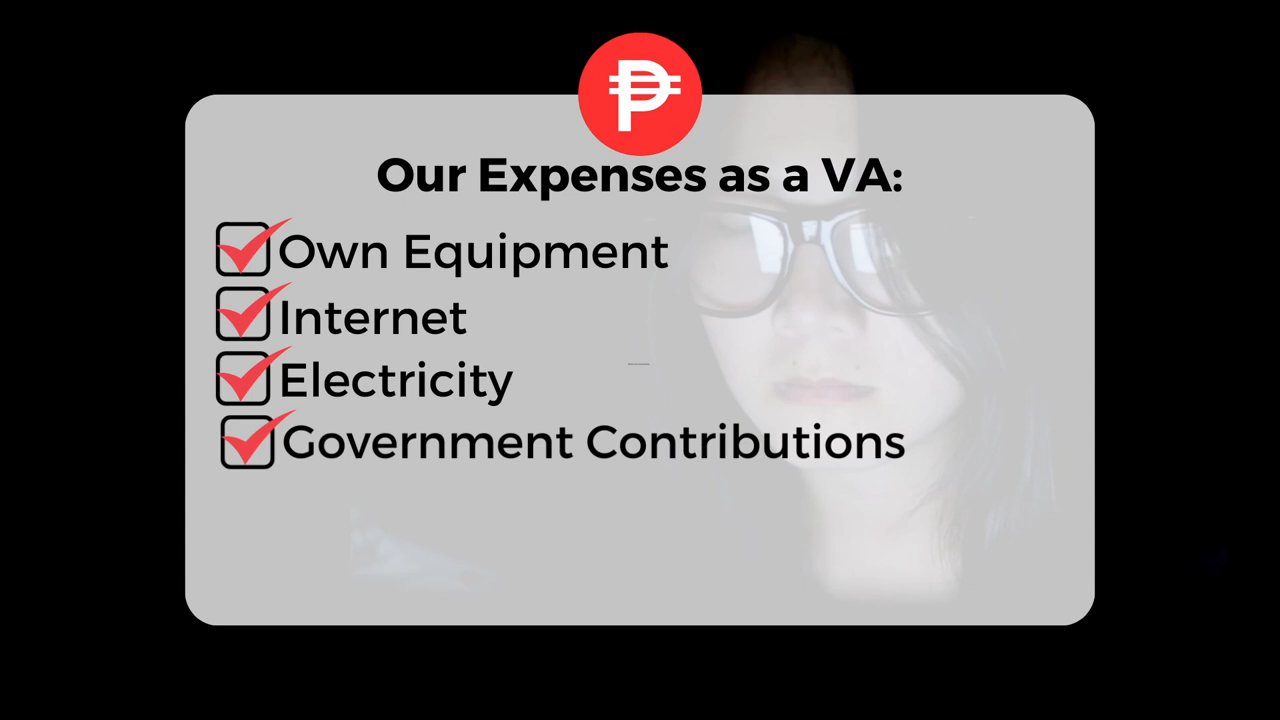 ₱
Our Expenses as a VA:
Own Equipment
Internet
Electricity
Government Contributions